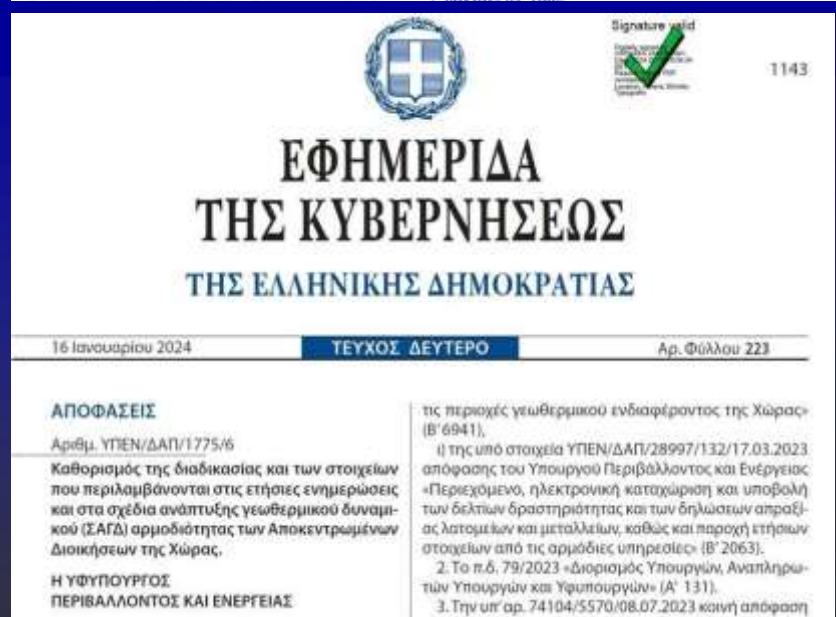 Signature valid
1143
ΕΦΗΜΕΡΙΔΑ
ΤΗΣ ΚΥΒΕΡΝΗΣΕΩΣ
ΤΗΣ ΕΛΛΗΝΙΚΗΣ ΔΗΜΟΚΡΑΤΙΑΣ
16 Ιανουαρίου 2024
ΤΕΥΧΟΣ ΔΕΥΤΕΡΟ
Αρ. Φύλλου 223
ΑΠΟΦΑΣΕΙΣ
Αριθμ. ΥΠΕΝ/ΔΑΠ/1775/6
Καθορισμός της διαδικασίας και των στοιχείων
που περιλαμβάνονται στις ετήσιες ενημερώσεις
και στα σχέδια ανάπτυξης γεωθερμικού δυναμι-
κού (ΣΑΓΔ) αρμοδιότητας των Αποκεντρωμένων
Διοικήσεων της Χώρας.
Η ΥΦΥΠΟΥΡΓΟΣ
ΠΕΡΙΒΑΛΛΟΝΤΟΣ ΚΑΙ ΕΝΕΡΓΕΙΑΣ
τις περιοχές γεωθερμικού ενδιαφέροντος της Χώρας»
(Β' 6941),
ι) της υπό στοιχεία ΥΠΕΝ/ΔΑΠ/28997/132/17.03.2023
απόφασης του Υπουργού Περιβάλλοντος και Ενέργειας
«Περιεχόμενο, ηλεκτρονική καταχώριση και υποβολή
των δελτίων δραστηριότητας και των δηλώσεων απραξί-
ας λατομείων και μεταλλείων, καθώς και παροχή ετήσιων
στοιχείων από τις αρμόδιες υπηρεσίες» (Β' 2063).
2. Το π.δ. 79/2023 «Διορισμός Υπουργών, Αναπληρω-
τών Υπουργών και Υφυπουργών» (Α' 131).
3. Την υπ' αρ. 74104/5570/08.07.2023 κοινή απόφαση